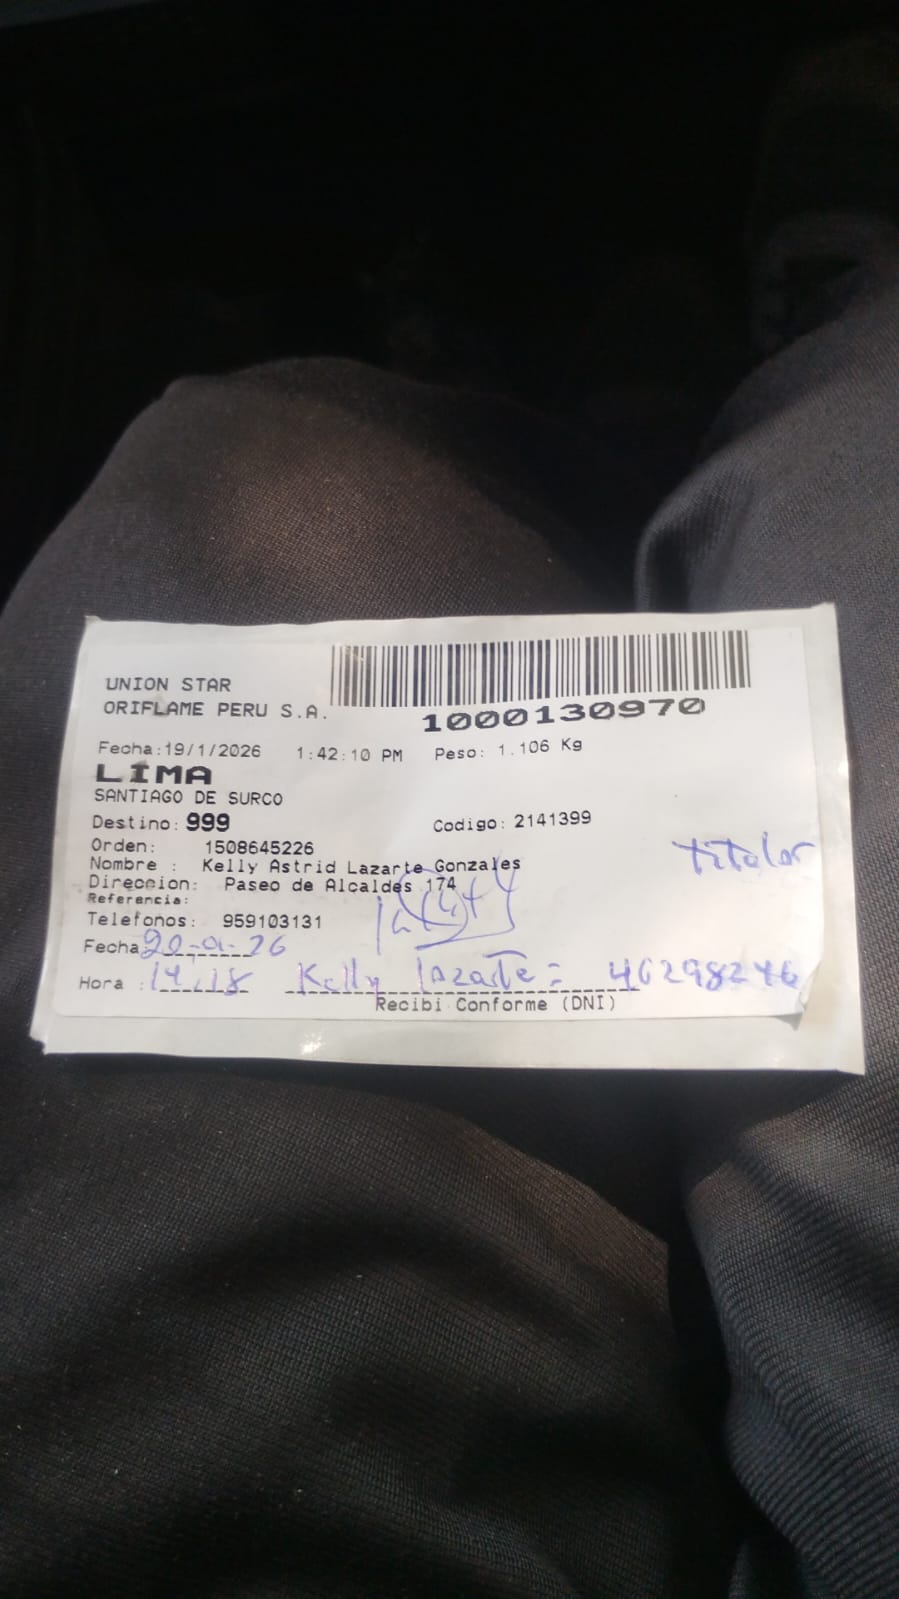 UNION STAR
ORIFLAME PERU S.A.
1000130970
Fecha:19/1/2026 1:42:10 PM Peso: 1.106 Kg
LIMA
SANTIAGO DE SURCO
Destino: 999 Codigo: 2141399
Orden: 1508645226
Nombre : Kelly Astrid Lazarte Gonzales
titular
Direccion: Paseo de Alcaldes 174
Referencia:
Telefonos: 959103131
Fecha: 20-01-26
Hora : 14:18 Kelly lazarte = 46298246
Recibi Conforme (DNI)